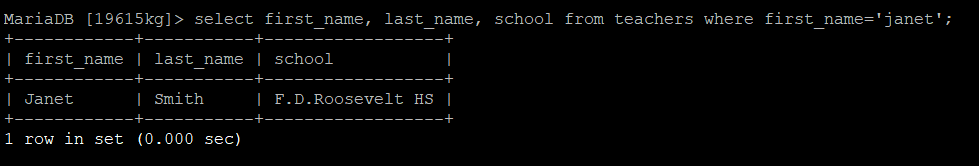 MariaDB [19615kg]> select first_name, last_name, school from teachers where first_name='janet';
+------------+-----------+------------------+
| first_name | last_name | school           |
+------------+-----------+------------------+
| Janet      | Smith     | F.D.Roosevelt HS |
+------------+-----------+------------------+
1 row in set (0.000 sec)